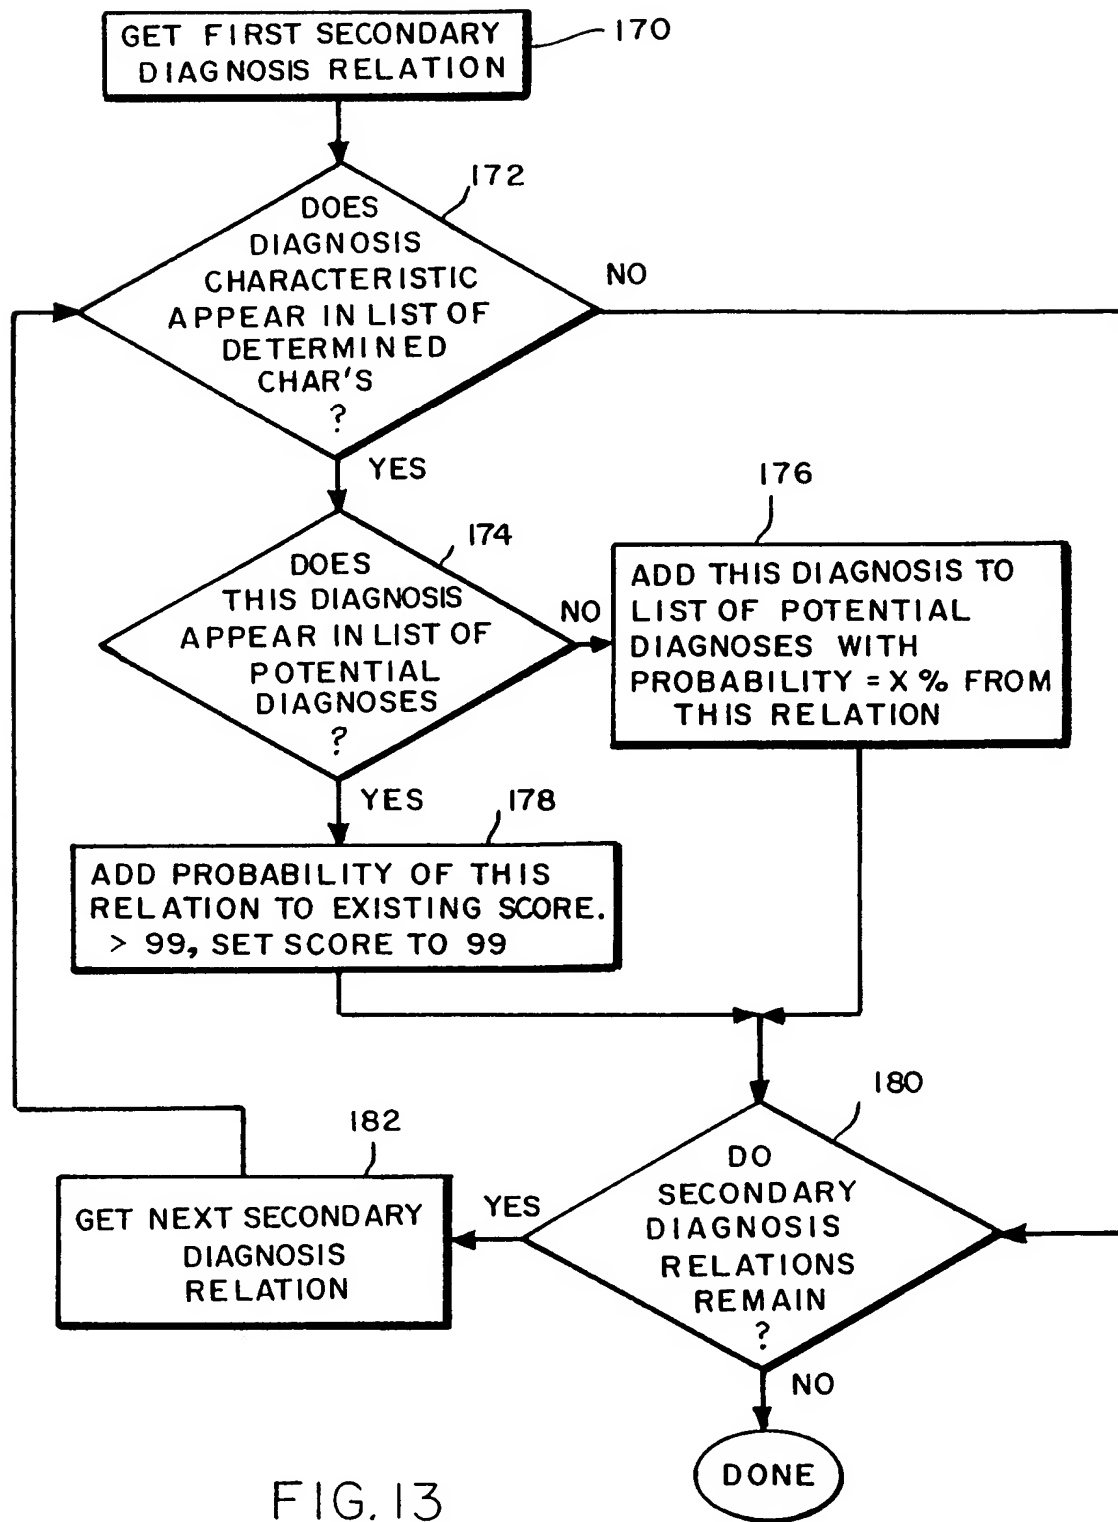 GET FIRST SECONDARY
DIAGNOSIS RELATION
170
172
DOES
DIAGNOSIS
CHARACTERISTIC
APPEAR IN LIST OF
DETERMINED
CHAR'S
?
NO
YES
174
DOES
THIS DIAGNOSIS
APPEAR IN LIST OF
POTENTIAL
DIAGNOSES
?
NO
176
ADD THIS DIAGNOSIS TO
LIST OF POTENTIAL
DIAGNOSES WITH
PROBABILITY = X % FROM
THIS RELATION
YES
178
ADD PROBABILITY OF THIS
RELATION TO EXISTING SCORE.
> 99, SET SCORE TO 99
180
DO
SECONDARY
DIAGNOSIS
RELATIONS
REMAIN
?
YES
182
GET NEXT SECONDARY
DIAGNOSIS
RELATION
NO
DONE
FIG. 13